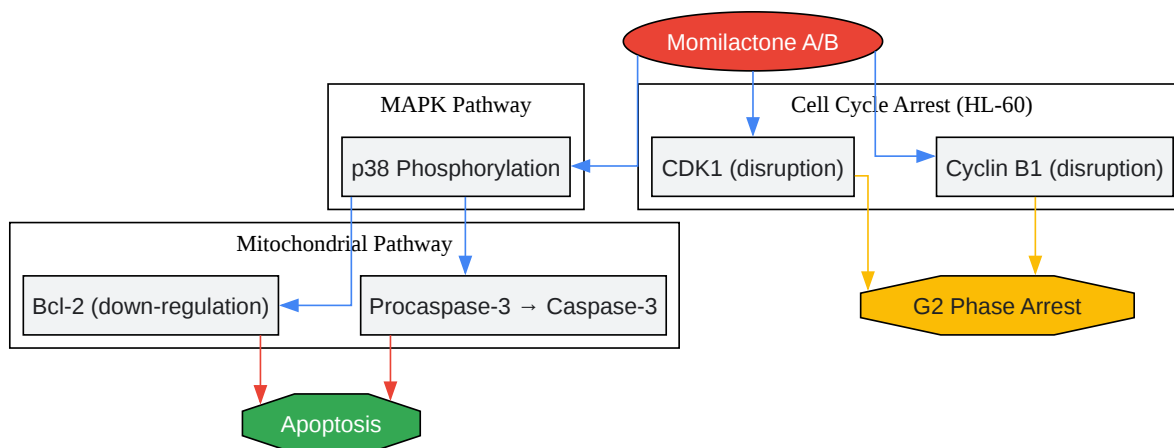 Momilactone A/B
MAPK Pathway
Cell Cycle Arrest (HL-60)
p38 Phosphorylation
CDK1 (disruption)
Cyclin B1 (disruption)
Mitochondrial Pathway
Bcl-2 (down-regulation)
Procaspase-3 → Caspase-3
G2 Phase Arrest
Apoptosis